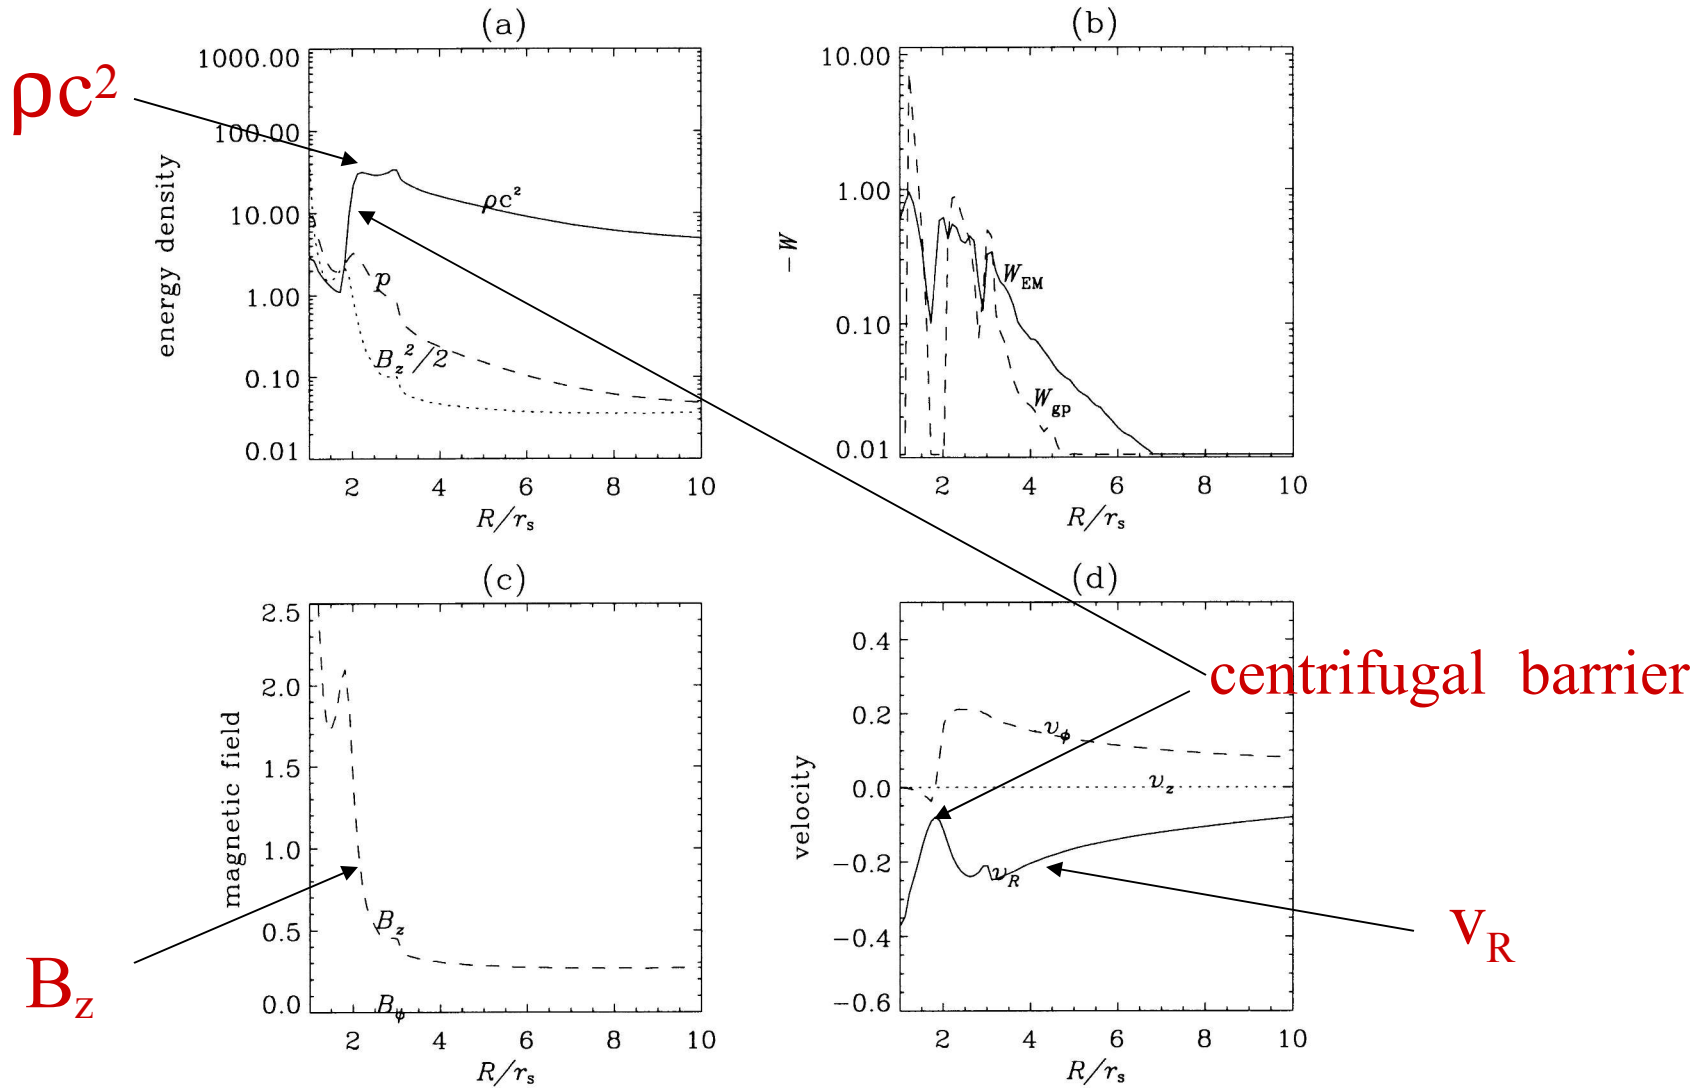 (a)
ρc²
1000.00
100.00
10.00
1.00
0.10
0.01
energy density
ρc²
p
B_z²/2
2 4 6 8 10
R/r_s
(b)
10.00
1.00
0.10
0.01
−W
W_EM
W_gp
2 4 6 8 10
R/r_s
(c)
2.5
2.0
1.5
1.0
0.5
0.0
magnetic field
B_z
B_ϕ
2 4 6 8 10
R/r_s
B_z
(d)
0.4
0.2
0.0
−0.2
−0.4
−0.6
velocity
υ_ϕ
υ_z
υ_R
2 4 6 8 10
R/r_s
centrifugal barrier
v_R